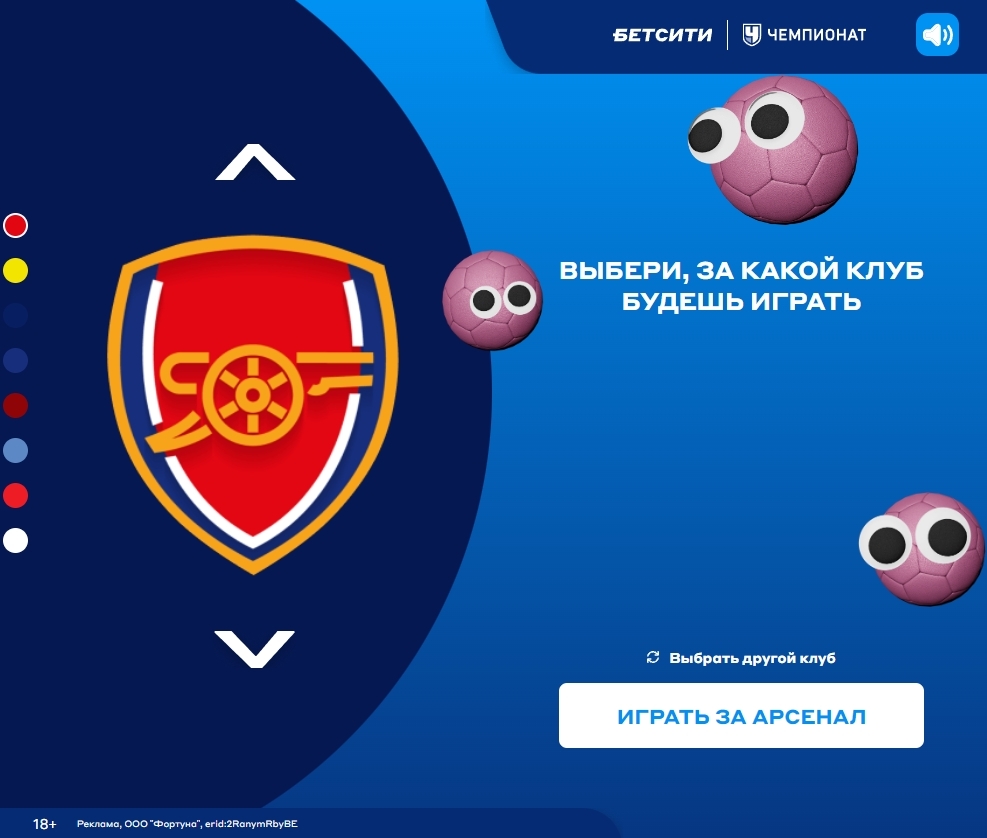 БЕТСИТИ
ЧЕМПИОНАТ
ВЫБЕРИ, ЗА КАКОЙ КЛУБ
БУДЕШЬ ИГРАТЬ
Выбрать другой клуб
ИГРАТЬ ЗА АРСЕНАЛ
18+ Реклама, ООО "Фортуна", erid:2RanymRbyBE